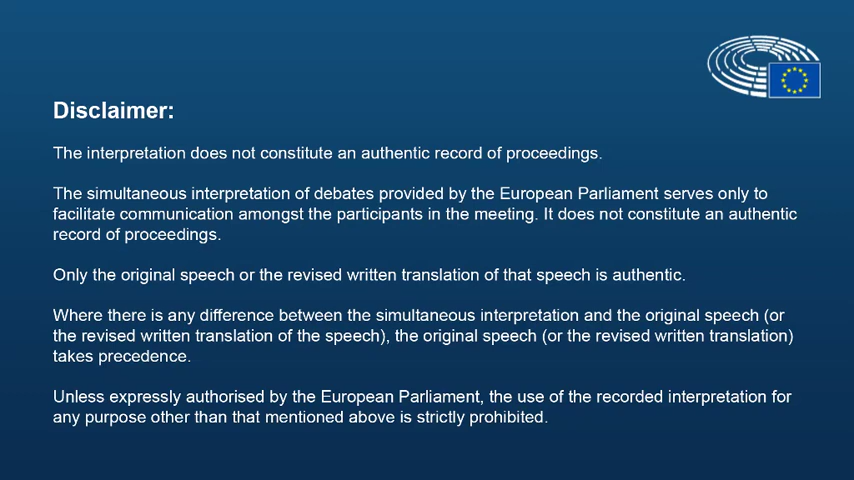 Disclaimer:
The interpretation does not constitute an authentic record of proceedings.
The simultaneous interpretation of debates provided by the European Parliament serves only to
facilitate communication amongst the participants in the meeting. It does not constitute an authentic
record of proceedings.
Only the original speech or the revised written translation of that speech is authentic.
Where there is any difference between the simultaneous interpretation and the original speech (or
the revised written translation of the speech), the original speech (or the revised written translation)
takes precedence.
Unless expressly authorised by the European Parliament, the use of the recorded interpretation for
any purpose other than that mentioned above is strictly prohibited.